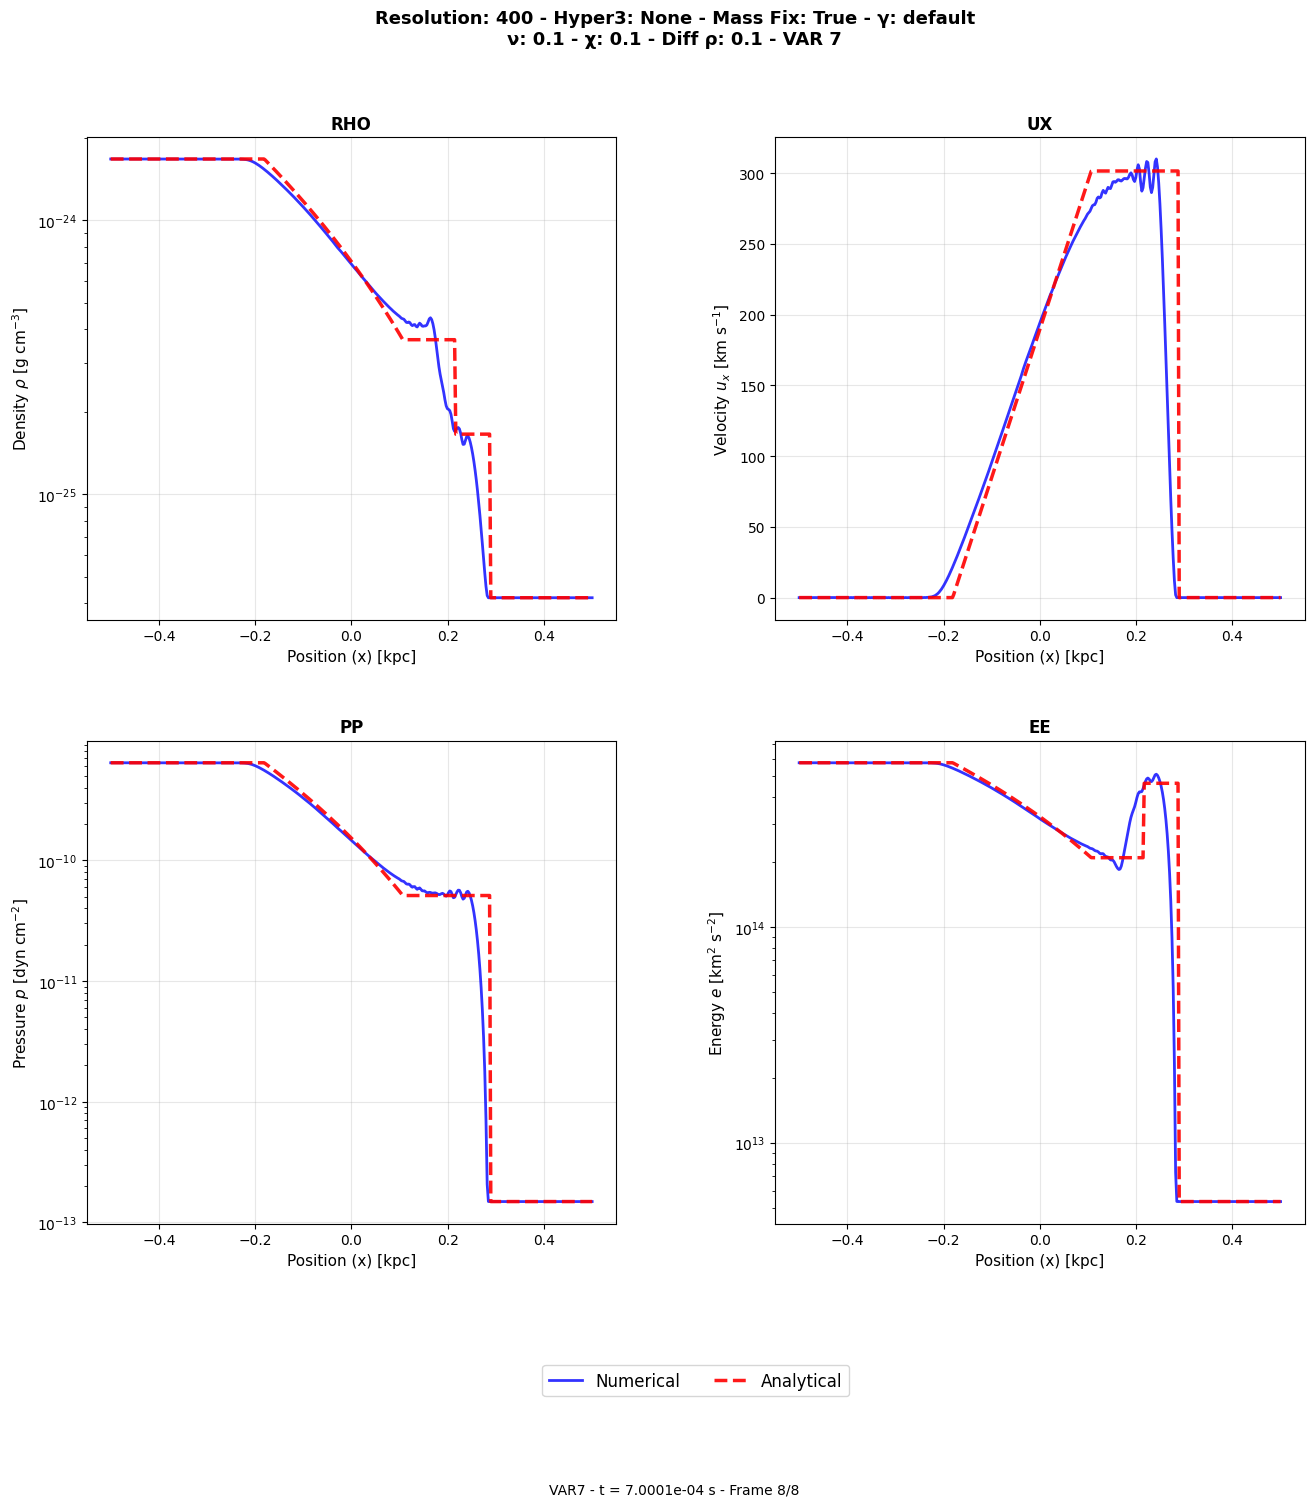 Resolution: 400 - Hyper3: None - Mass Fix: True - γ: default
ν: 0.1 - χ: 0.1 - Diff ρ: 0.1 - VAR 7
RHO
Density ρ [g cm⁻³]
10⁻²⁴
10⁻²⁵
−0.4 −0.2 0.0 0.2 0.4
Position (x) [kpc]
UX
Velocity uₓ [km s⁻¹]
300
250
200
150
100
50
0
−0.4 −0.2 0.0 0.2 0.4
Position (x) [kpc]
PP
Pressure p [dyn cm⁻²]
10⁻¹⁰
10⁻¹¹
10⁻¹²
10⁻¹³
−0.4 −0.2 0.0 0.2 0.4
Position (x) [kpc]
EE
Energy e [km² s⁻²]
10¹⁴
10¹³
−0.4 −0.2 0.0 0.2 0.4
Position (x) [kpc]
Numerical Analytical
VAR7 - t = 7.0001e-04 s - Frame 8/8